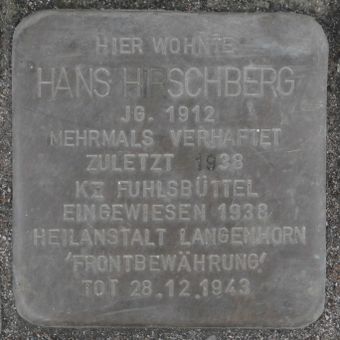 HIER WOHNTE
HANS HIRSCHBERG
JG. 1912
MEHRMALS VERHAFTET
ZULETZT 1938
KZ FUHLSBÜTTEL
EINGEWIESEN 1938
HEILANSTALT LANGENHORN
'FRONTBEWÄHRUNG'
TOT 28.12.1943